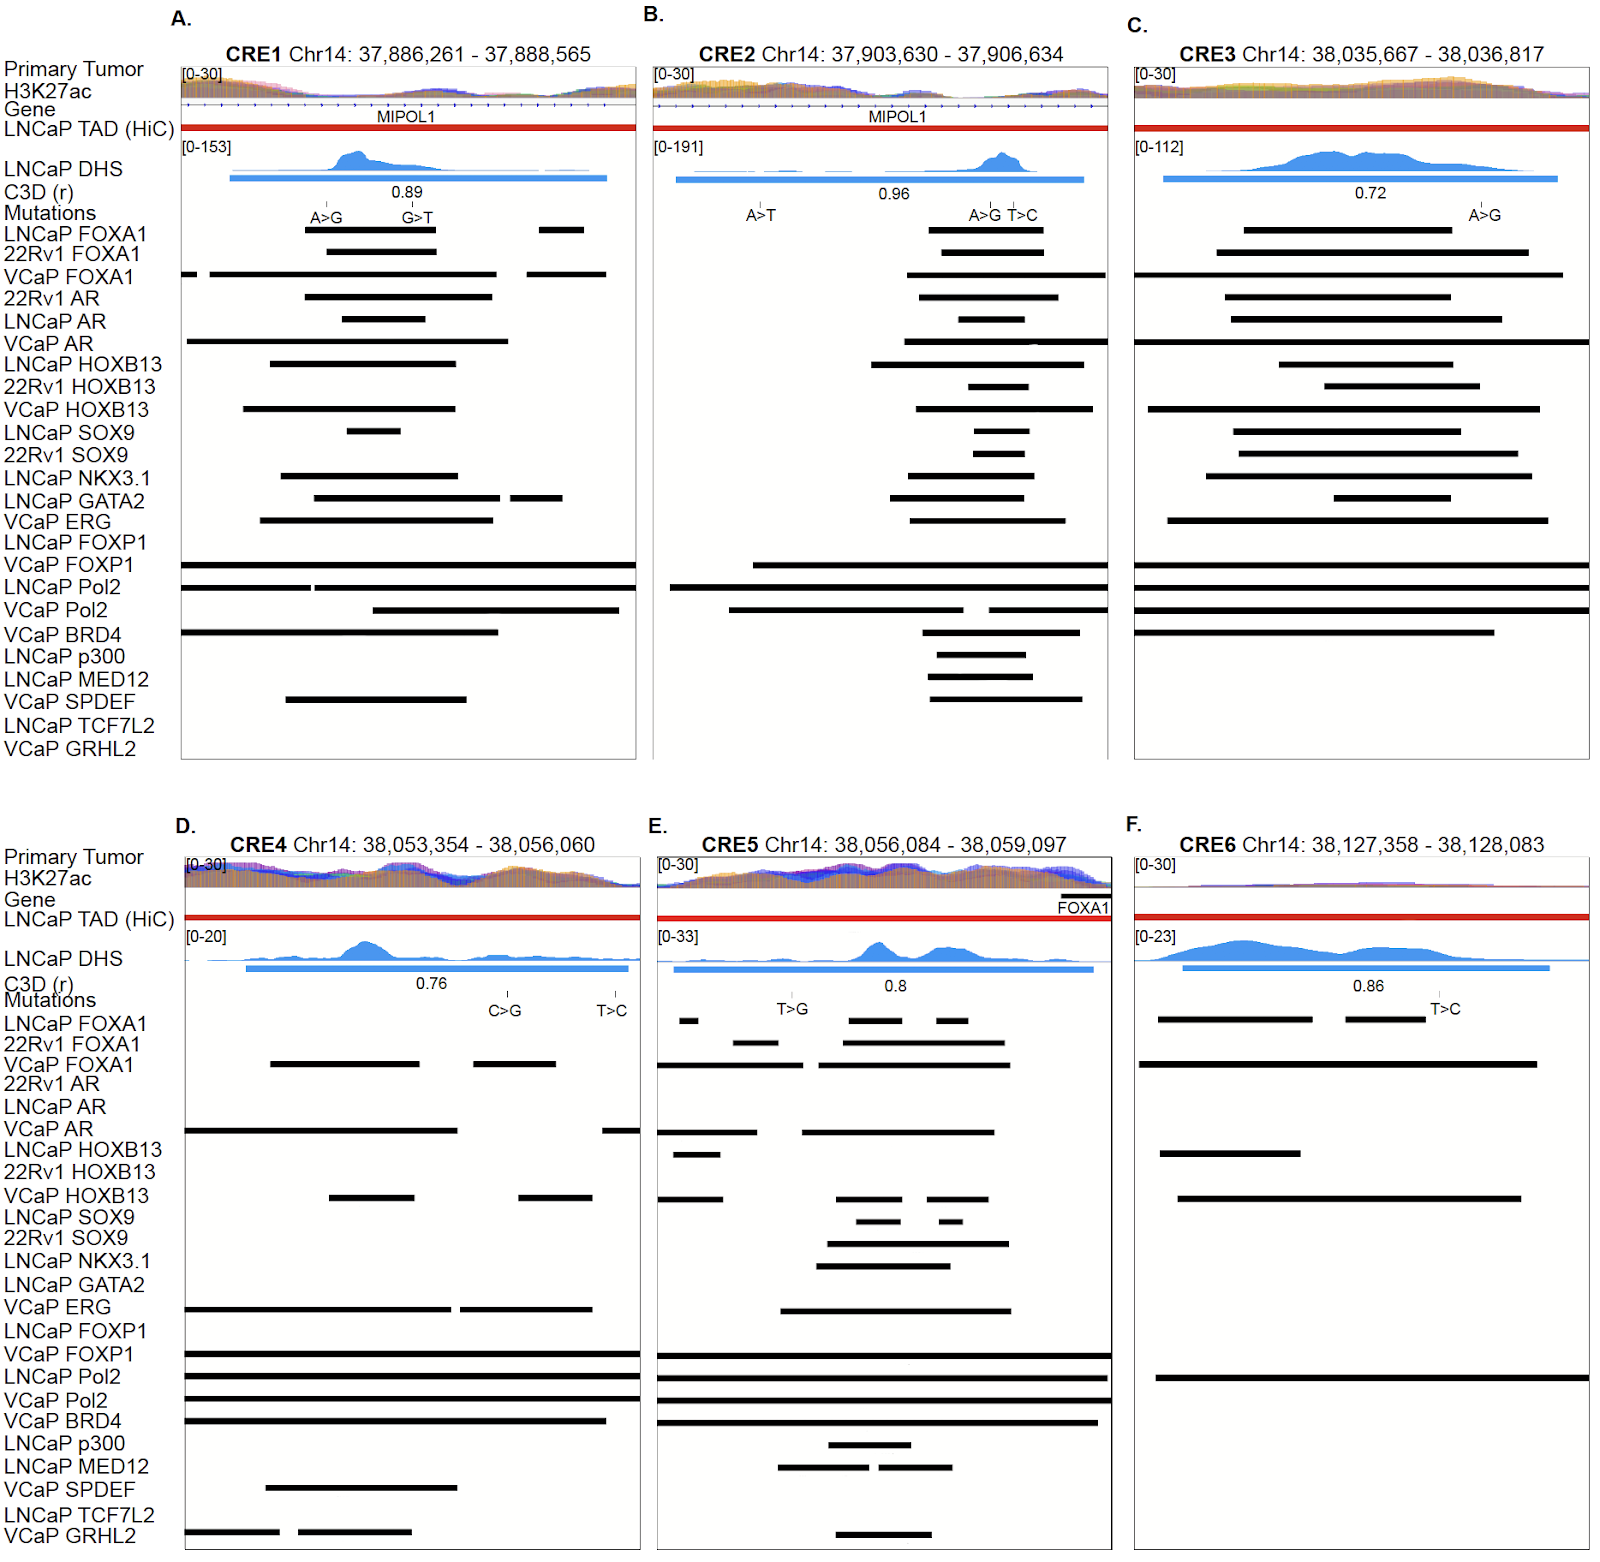 A.
B.
C.
CRE1 Chr14: 37,886,261 - 37,888,565
CRE2 Chr14: 37,903,630 - 37,906,634
CRE3 Chr14: 38,035,667 - 38,036,817
Primary Tumor
H3K27ac
[0-30]
[0-30]
[0-30]
Gene
MIPOL1
MIPOL1
LNCaP TAD (HiC)
[0-153]
[0-191]
[0-112]
LNCaP DHS
C3D (r)
0.89
0.96
0.72
Mutations
A>G
G>T
A>T
A>G
T>C
A>G
LNCaP FOXA1
22Rv1 FOXA1
VCaP FOXA1
22Rv1 AR
LNCaP AR
VCaP AR
LNCaP HOXB13
22Rv1 HOXB13
VCaP HOXB13
LNCaP SOX9
22Rv1 SOX9
LNCaP NKX3.1
LNCaP GATA2
VCaP ERG
LNCaP FOXP1
VCaP FOXP1
LNCaP Pol2
VCaP Pol2
VCaP BRD4
LNCaP p300
LNCaP MED12
VCaP SPDEF
LNCaP TCF7L2
VCaP GRHL2
D.
E.
F.
CRE4 Chr14: 38,053,354 - 38,056,060
CRE5 Chr14: 38,056,084 - 38,059,097
CRE6 Chr14: 38,127,358 - 38,128,083
Primary Tumor
H3K27ac
[0-30]
[0-30]
[0-30]
Gene
FOXA1
LNCaP TAD (HiC)
[0-20]
[0-33]
[0-23]
LNCaP DHS
C3D (r)
0.76
0.8
0.86
Mutations
C>G
T>C
T>G
T>C
LNCaP FOXA1
22Rv1 FOXA1
VCaP FOXA1
22Rv1 AR
LNCaP AR
VCaP AR
LNCaP HOXB13
22Rv1 HOXB13
VCaP HOXB13
LNCaP SOX9
22Rv1 SOX9
LNCaP NKX3.1
LNCaP GATA2
VCaP ERG
LNCaP FOXP1
VCaP FOXP1
LNCaP Pol2
VCaP Pol2
VCaP BRD4
LNCaP p300
LNCaP MED12
VCaP SPDEF
LNCaP TCF7L2
VCaP GRHL2